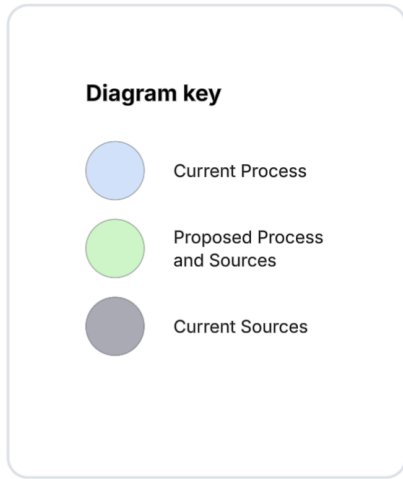 Diagram key
Current Process
Proposed Process
and Sources
Current Sources